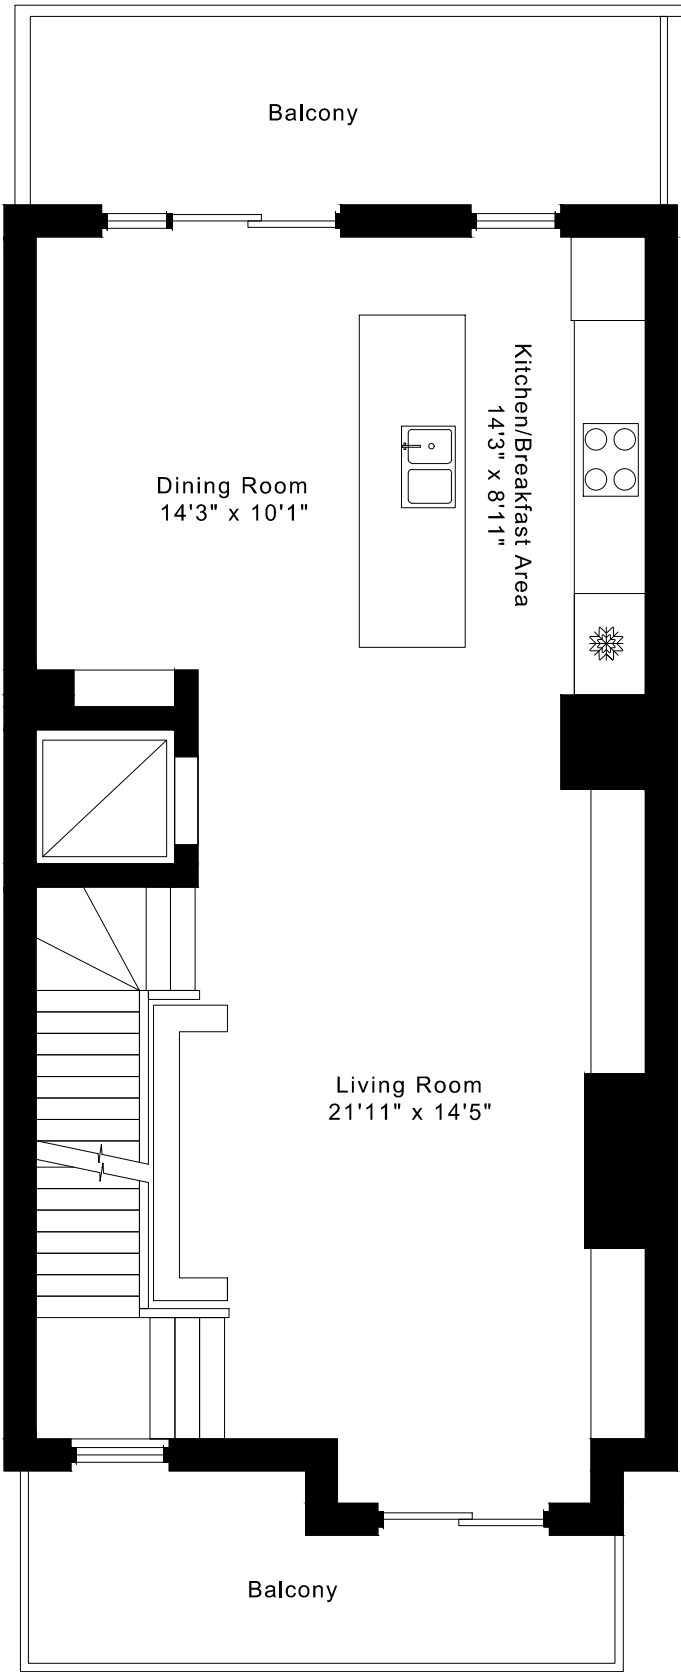 Balcony
Kitchen/Breakfast Area
14'3" x 8'11"
Dining Room
14'3" x 10'1"
Living Room
21'11" x 14'5"
Balcony